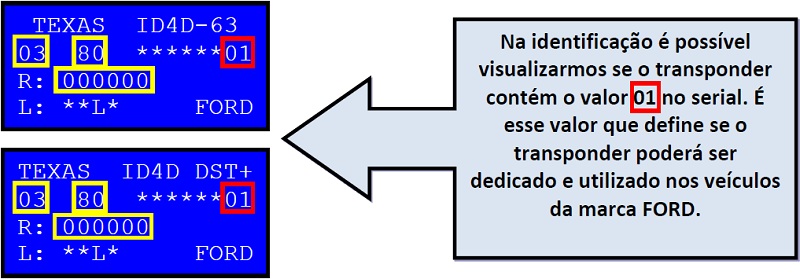 TEXAS ID4D-63
03 80 ******01
R: 000000
L: **L* FORD
TEXAS ID4D DST+
03 80 ******01
R: 000000
L: **L* FORD
Na identificação é possível
visualizarmos se o transponder
contém o valor 01 no serial. É
esse valor que define se o
transponder poderá ser
dedicado e utilizado nos veículos
da marca FORD.